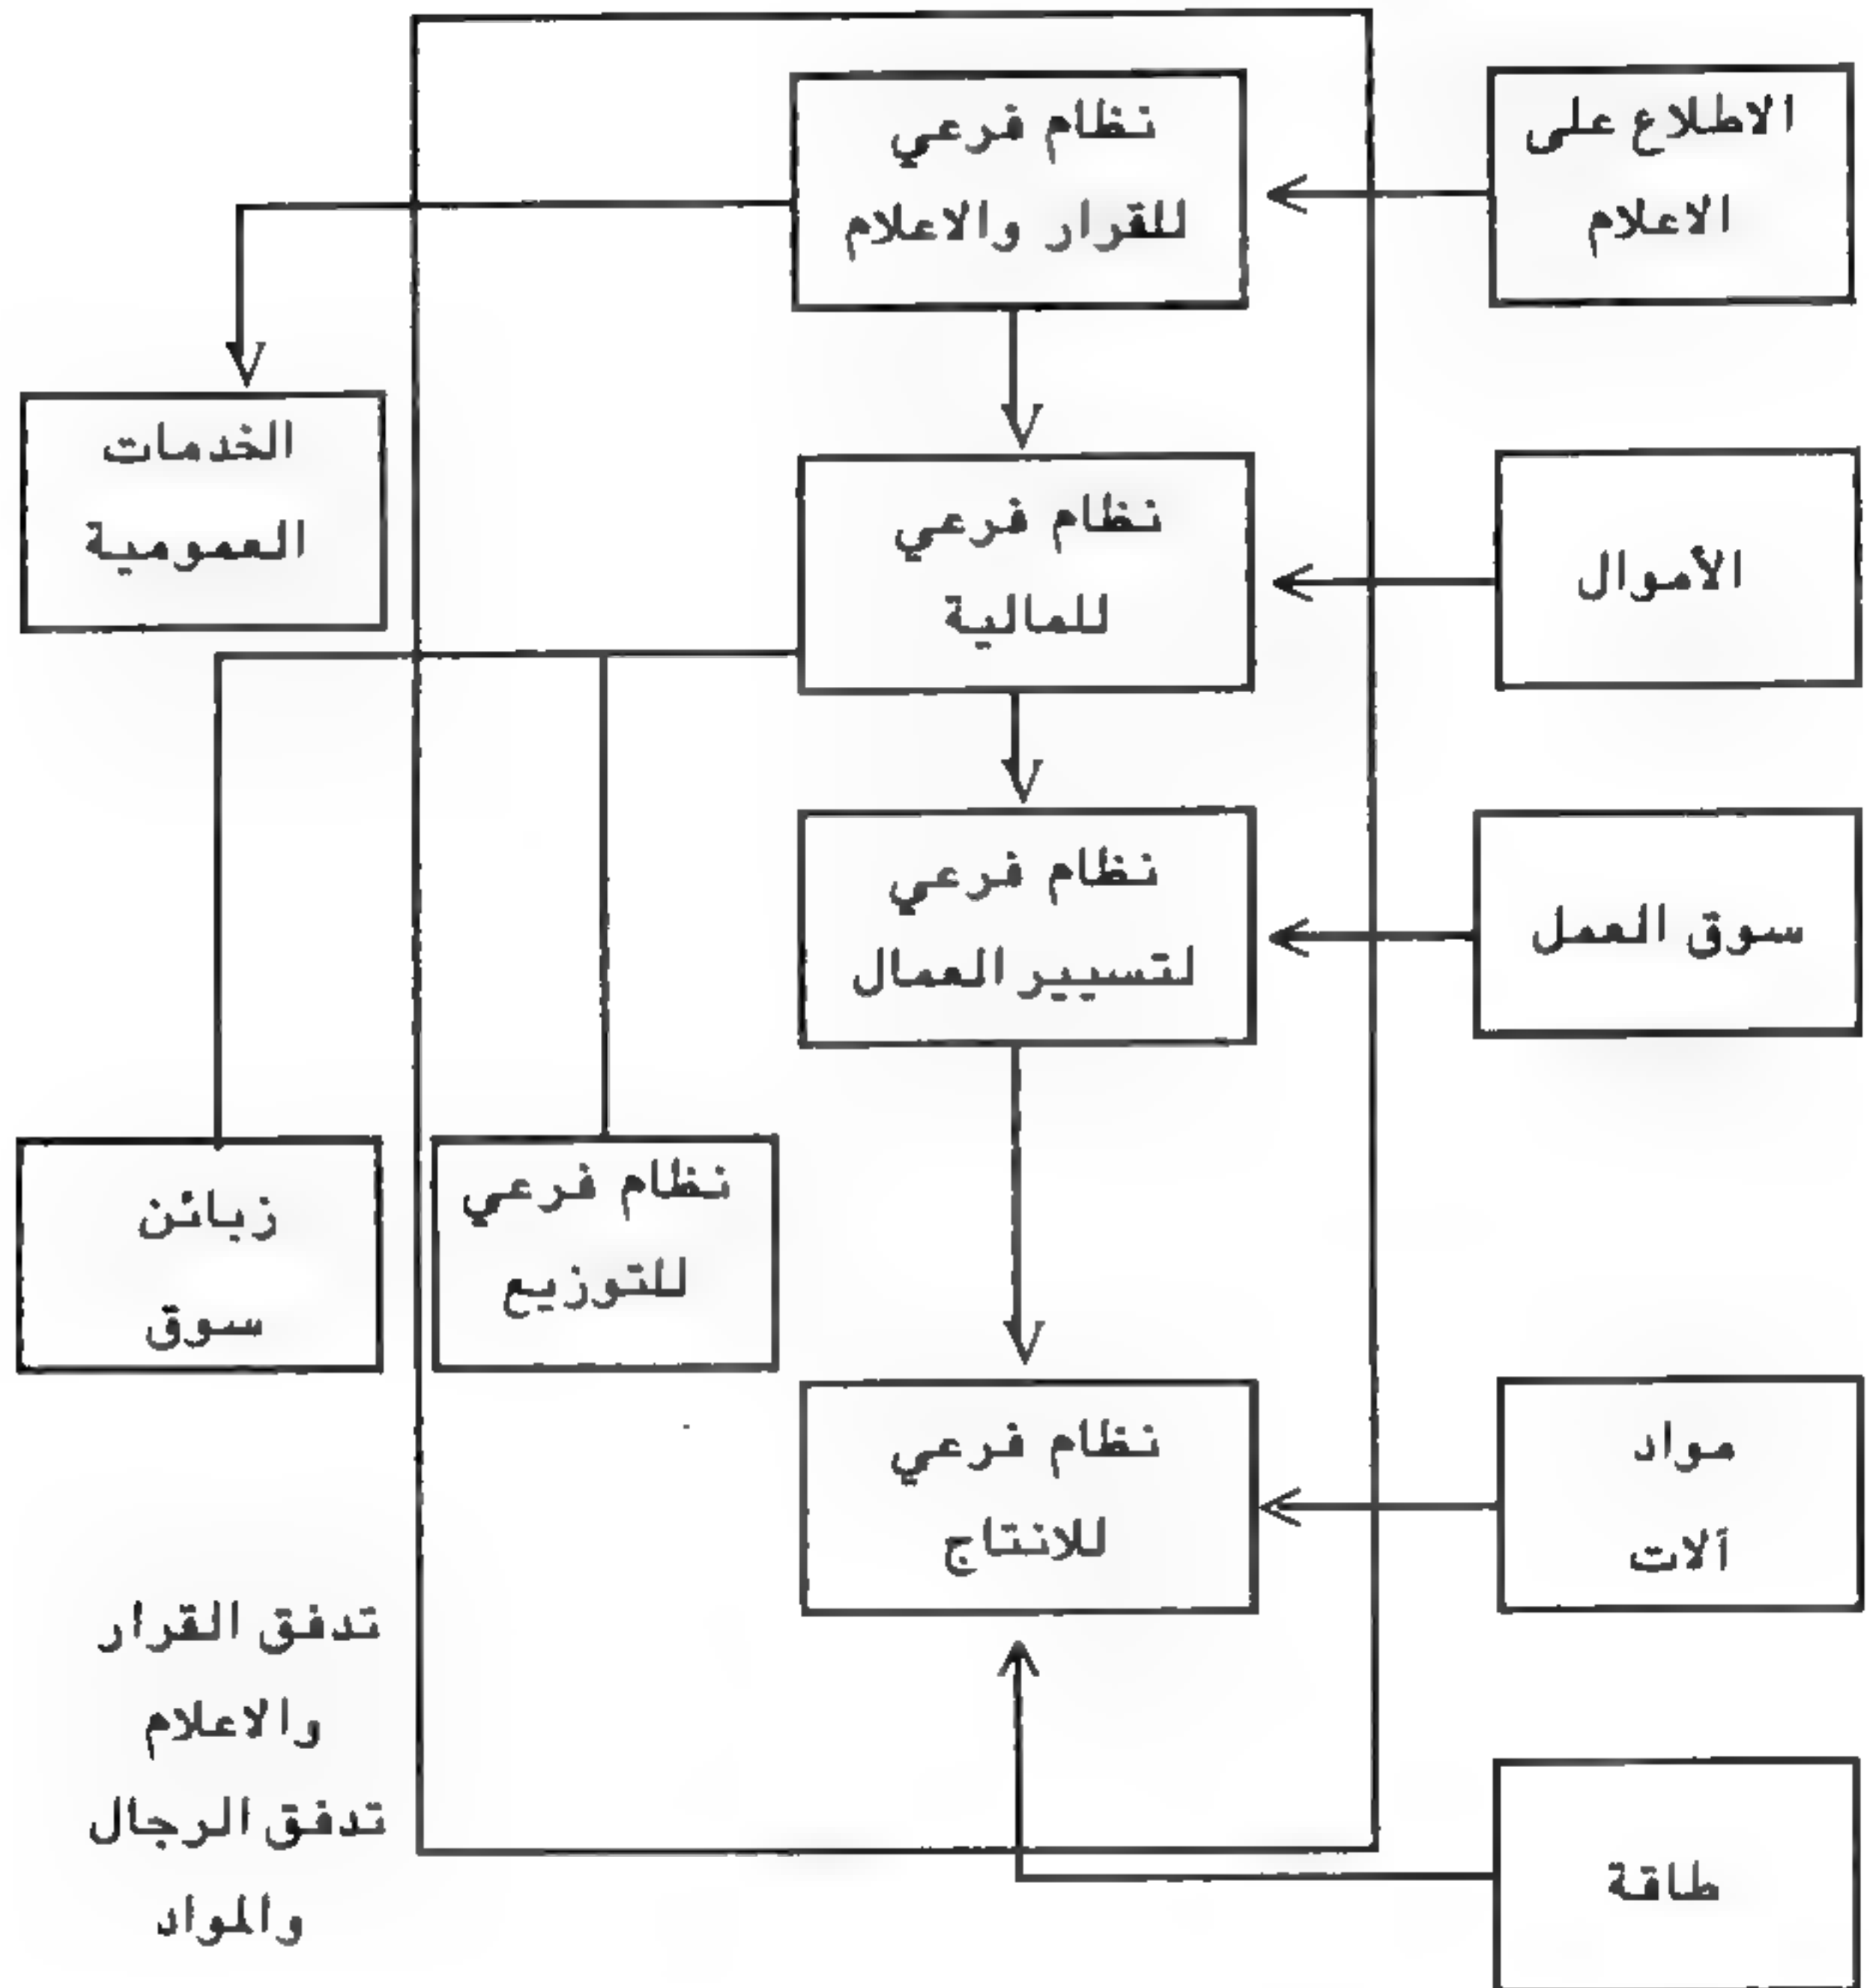 نظام فرعي
للقرار والاعلام
الاطلاع على
الاعلام
الخدمات
العمومية
نظام فرعي
للمالية
الأموال
نظام فرعي
لتسيير العمال
سوق العمل
زبائن
سوق
نظام فرعي
للتوزيع
نظام فرعي
للانتاج
مواد
آلات
تدفق القرار
والاعلام
تدفق الرجال
والمواد
طاقة